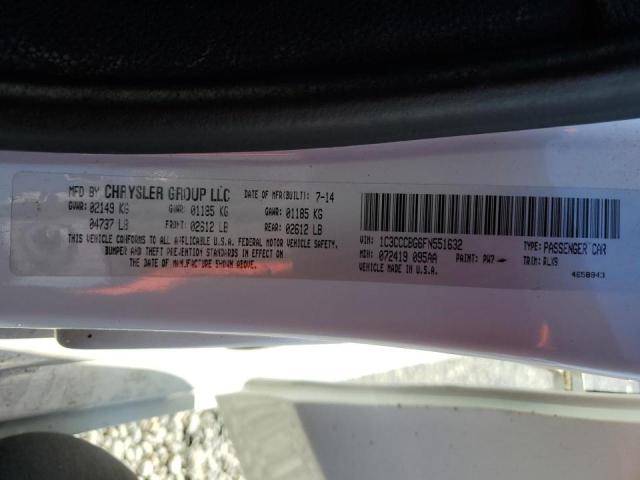 MFD BY CHRYSLER GROUP LLC DATE OF MFR(BUILT): 7-14
GVWR: 02149 KG GAWR: 01185 KG GAWR: 01185 KG
04737 LB FRONT: 02612 LB REAR: 02612 LB
THIS VEHICLE CONFORMS TO ALL APPLICABLE U.S.A. FEDERAL MOTOR VEHICLE SAFETY,
BUMPER AND THEFT PREVENTION STANDARDS IN EFFECT ON
THE DATE OF MANUFACTURE SHOWN ABOVE.
VIN: 1C3CCCBG6FN551632 TYPE: PASSENGER CAR
MDH: 072419 095AA PAINT: PW7 TRIM: RLX9
VEHICLE MADE IN U.S.A. 4658943